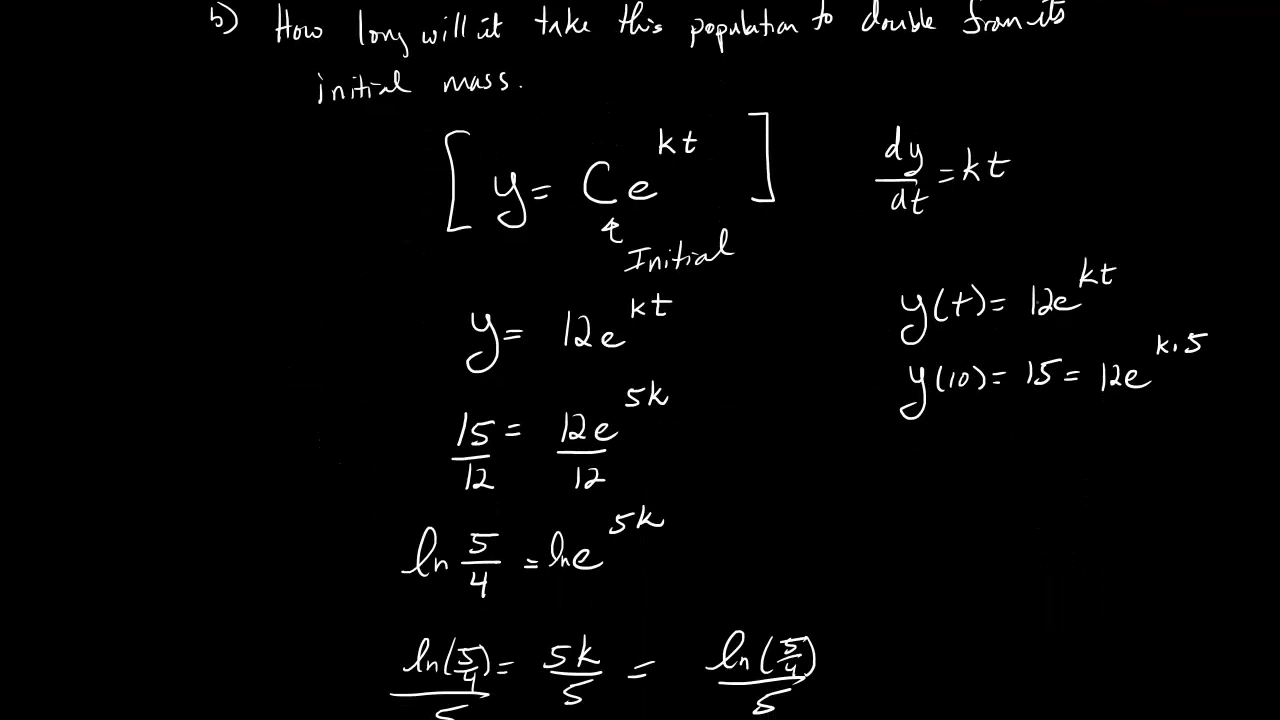 b) How long will it take this population to double from its
initial mass.
[ y = Ce^{kt} ]
Initial
y = 12e^{kt}
15/12 = 12e^{5k}/12
ln 5/4 = ln e^{5k}
ln(5/4)/5 = 5k/5 = ln(5/4)/5
dy/dt = kt
y(t) = 12e^{kt}
y(10) = 15 = 12e^{k·5}